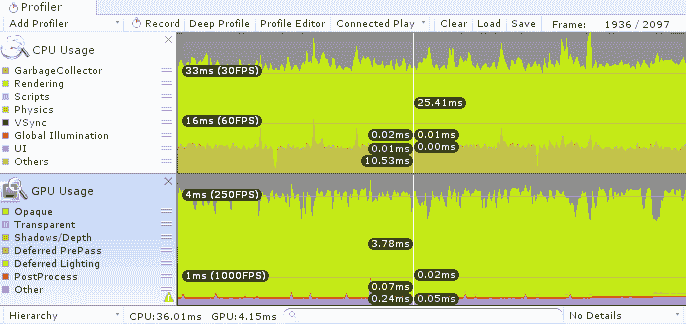 Profiler
Add Profiler Record Deep Profile Profile Editor Connected Play Clear Load Save Frame: 1936 / 2097
CPU Usage
GarbageCollector
Rendering
Scripts
Physics
VSync
Global Illumination
UI
Others
33ms (30FPS)
25.41ms
16ms (60FPS)
0.02ms 0.01ms
0.01ms 0.00ms
10.53ms
GPU Usage
Opaque
Transparent
Shadows/Depth
Deferred PrePass
Deferred Lighting
PostProcess
Other
4ms (250FPS)
3.78ms
1ms (1000FPS)
0.02ms
0.07ms
0.24ms 0.05ms
Hierarchy CPU:36.01ms GPU:4.15ms No Details